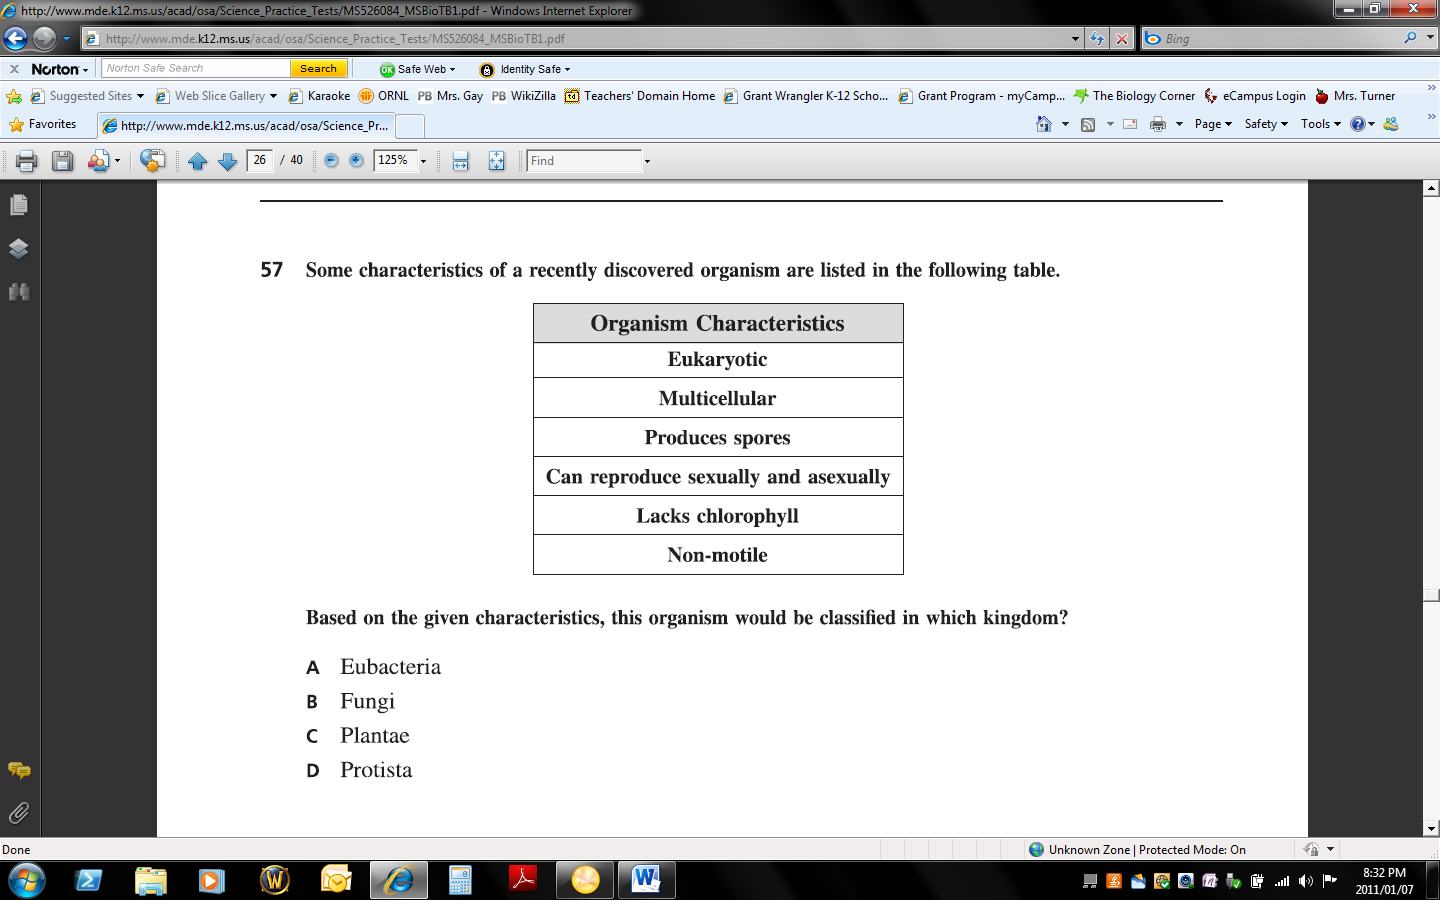 http://www.mde.k12.ms.us/acad/osa/Science_Practice_Tests/MS526084_MSBioTB1.pdf - Windows Internet Explorer
http://www.mde.k12.ms.us/acad/osa/Science_Practice_Tests/MS526084_MSBioTB1.pdf Bing
x Norton Norton Safe Search Search OK Safe Web Identity Safe
Suggested Sites Web Slice Gallery Karaoke ORNL PB Mrs. Gay PB WikiZilla td Teachers' Domain Home Grant Wrangler K-12 Scho... Grant Program - myCamp... The Biology Corner eCampus Login Mrs. Turner
Favorites http://www.mde.k12.ms.us/acad/osa/Science_Pr... Page Safety Tools
26 / 40 125% Find
57 Some characteristics of a recently discovered organism are listed in the following table.
Organism Characteristics
Eukaryotic
Multicellular
Produces spores
Can reproduce sexually and asexually
Lacks chlorophyll
Non-motile
Based on the given characteristics, this organism would be classified in which kingdom?
A Eubacteria
B Fungi
C Plantae
D Protista
Done Unknown Zone | Protected Mode: On
8:32 PM
2011/01/07